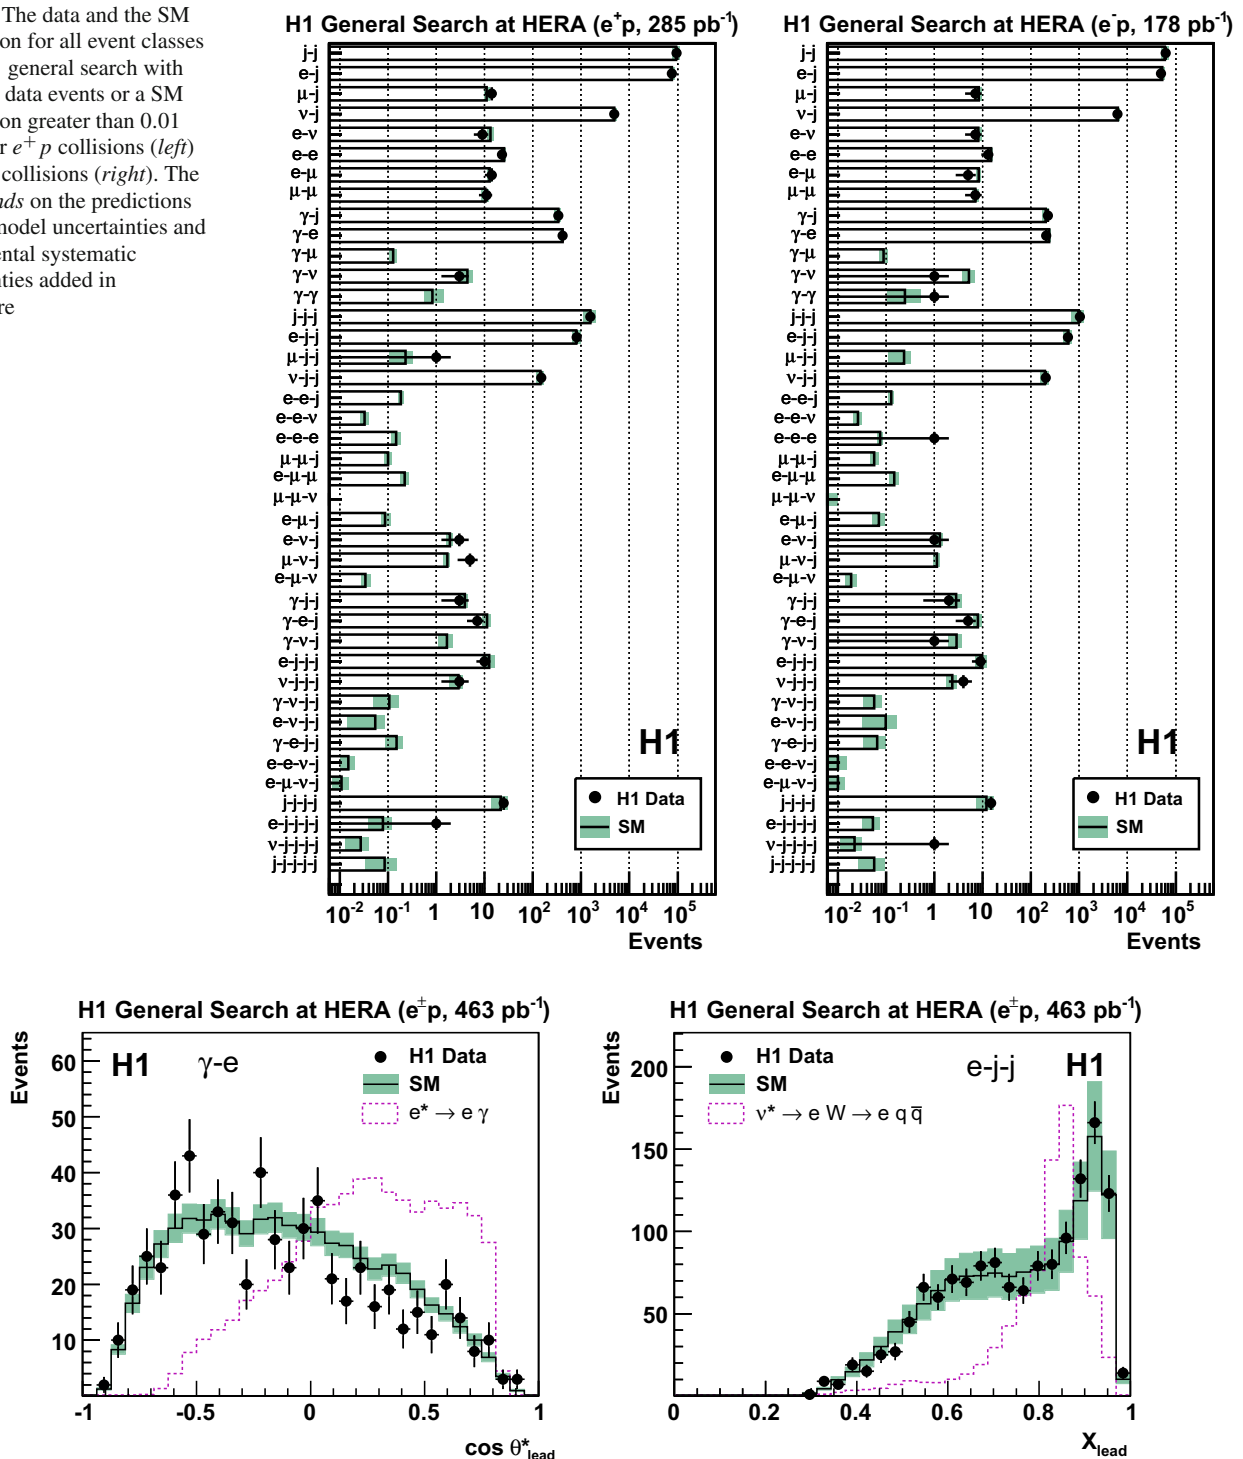 The data and the SM
on for all event classes
general search with
data events or a SM
on greater than 0.01
r e+ p collisions (left)
collisions (right). The
nds on the predictions
model uncertainties and
ental systematic
nties added in
re
H1 General Search at HERA (e+p, 285 pb-1)
j-j
e-j
μ-j
ν-j
e-ν
e-e
e-μ
μ-μ
γ-j
γ-e
γ-μ
γ-ν
γ-γ
j-j-j
e-j-j
μ-j-j
ν-j-j
e-e-j
e-e-ν
e-e-e
μ-μ-j
e-μ-μ
μ-μ-ν
e-μ-j
e-ν-j
μ-ν-j
e-μ-ν
γ-j-j
γ-e-j
γ-ν-j
e-j-j-j
ν-j-j-j
γ-ν-j-j
e-ν-j-j
γ-e-j-j
e-e-ν-j
e-μ-ν-j
j-j-j-j
e-j-j-j-j
ν-j-j-j-j
j-j-j-j-j
H1
H1 Data
SM
10-2 10-1 1 10 102 103 104 105
Events
H1 General Search at HERA (e-p, 178 pb-1)
j-j
e-j
μ-j
ν-j
e-ν
e-e
e-μ
μ-μ
γ-j
γ-e
γ-μ
γ-ν
γ-γ
j-j-j
e-j-j
μ-j-j
ν-j-j
e-e-j
e-e-ν
e-e-e
μ-μ-j
e-μ-μ
μ-μ-ν
e-μ-j
e-ν-j
μ-ν-j
e-μ-ν
γ-j-j
γ-e-j
γ-ν-j
e-j-j-j
ν-j-j-j
γ-ν-j-j
e-ν-j-j
γ-e-j-j
e-e-ν-j
e-μ-ν-j
j-j-j-j
e-j-j-j-j
ν-j-j-j-j
j-j-j-j-j
H1
H1 Data
SM
10-2 10-1 1 10 102 103 104 105
Events
H1 General Search at HERA (e±p, 463 pb-1)
Events
60
50
40
30
20
10
H1 γ-e
H1 Data
SM
e* → e γ
-1 -0.5 0 0.5 1
cos θ*lead
H1 General Search at HERA (e±p, 463 pb-1)
Events
200
150
100
50
H1 Data
SM
ν* → e W → e q q̅
e-j-j H1
0 0.2 0.4 0.6 0.8 1
Xlead